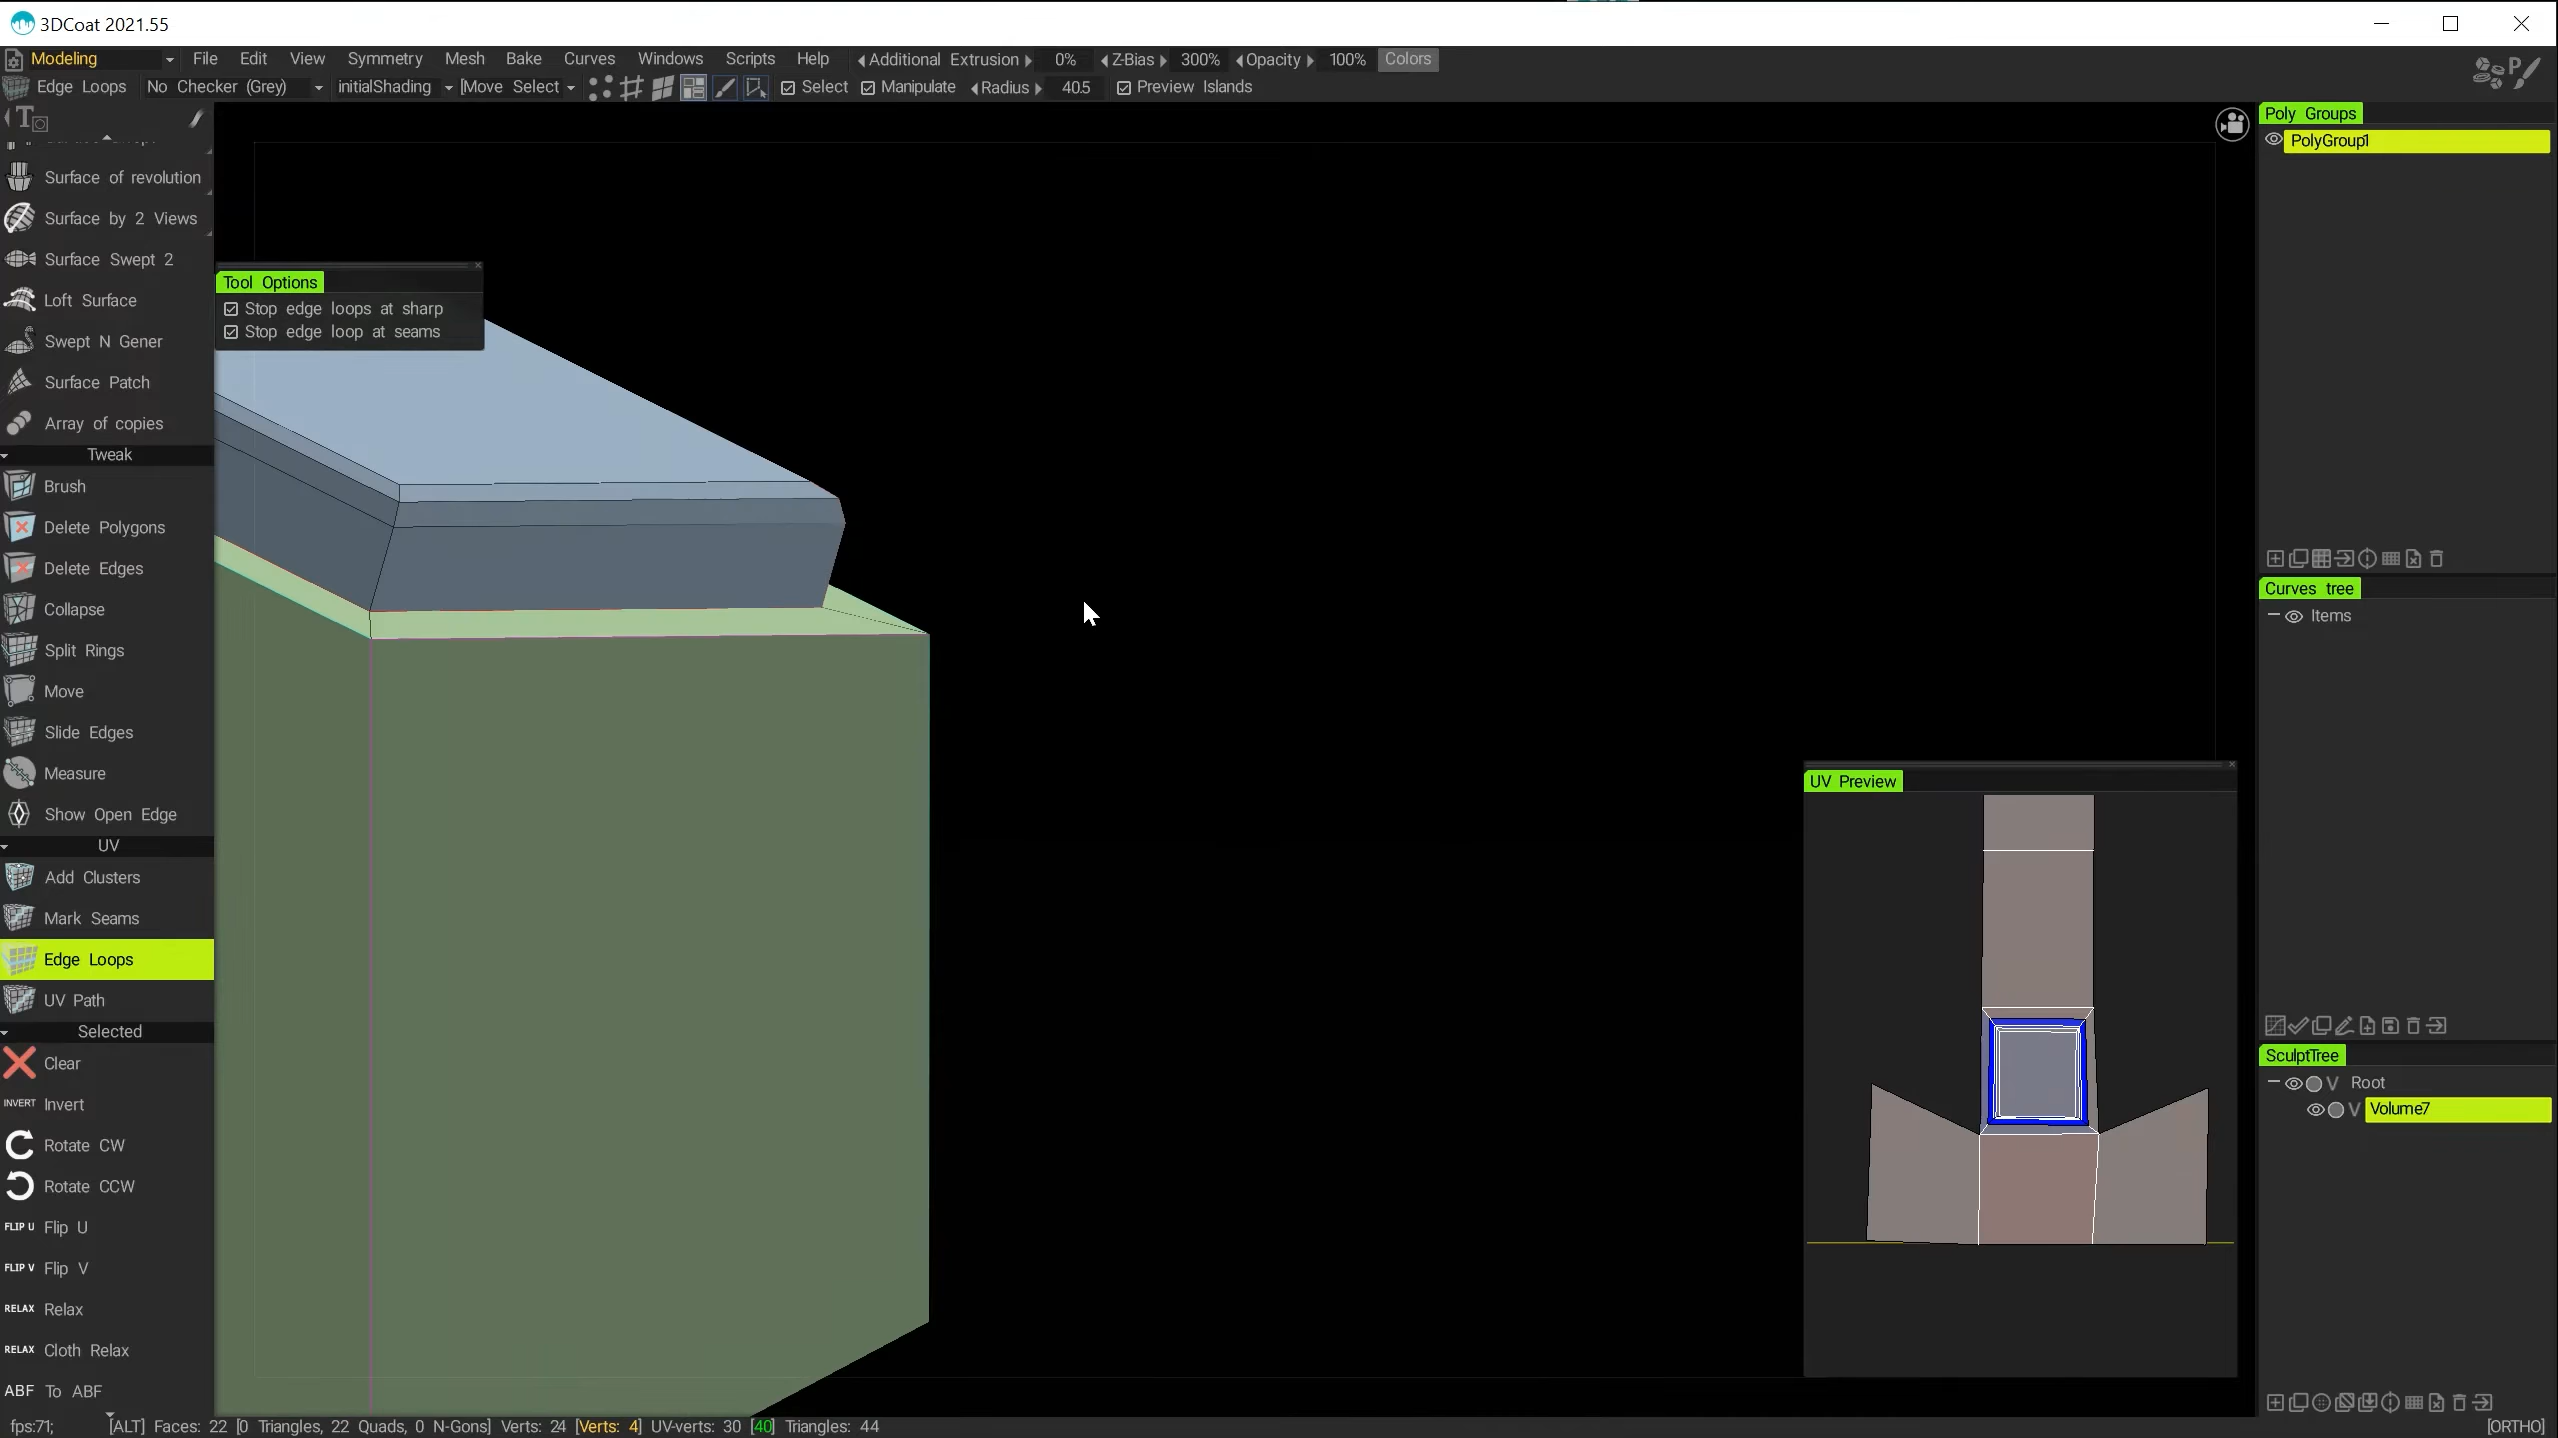 3DCoat 2021.55
Modeling File Edit View Symmetry Mesh Bake Curves Windows Scripts Help Additional Extrusion 0% Z-Bias 300% Opacity 100% Colors
Edge Loops No Checker (Grey) initialShading [Move Select Select Manipulate Radius 40.5 Preview Islands
T
Surface of revolution
Surface by 2 Views
Surface Swept 2
Loft Surface
Swept N Gener
Surface Patch
Array of copies
Tweak
Brush
Delete Polygons
Delete Edges
Collapse
Split Rings
Move
Slide Edges
Measure
Show Open Edge
UV
Add Clusters
Mark Seams
Edge Loops
UV Path
Selected
Clear
INVERT Invert
Rotate CW
Rotate CCW
FLIP U Flip U
FLIP V Flip V
RELAX Relax
RELAX Cloth Relax
ABF To ABF
Tool Options
Stop edge loops at sharp
Stop edge loop at seams
UV Preview
P
Poly Groups
PolyGroup1
Curves tree
Items
SculptTree
V Root
V Volume7
fps:71; [ALT] Faces: 22 [0 Triangles, 22 Quads, 0 N-Gons] Verts: 24 [Verts: 4] UV-verts: 30 [40] Triangles: 44
[ORTHO]